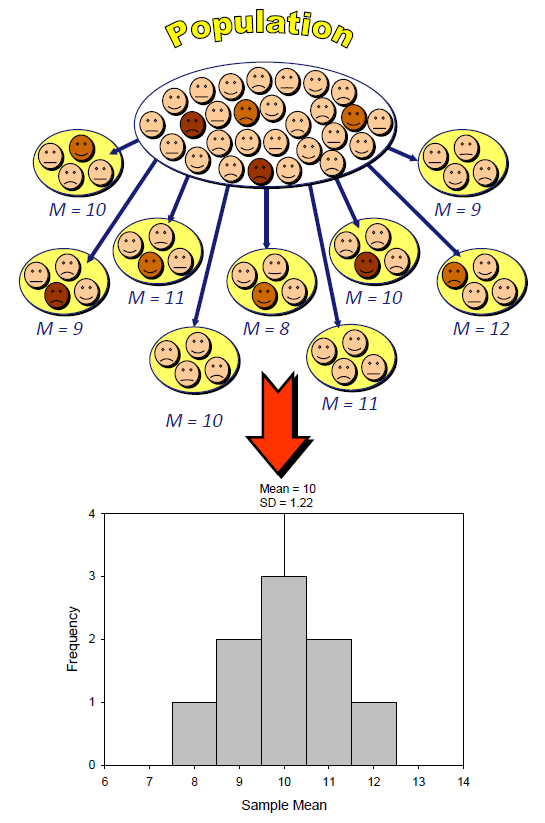 Population
M = 10
M = 9
M = 11
M = 10
M = 9
M = 8
M = 12
M = 11
M = 10
Mean = 10
SD = 1.22
4
3
2
1
0
Frequency
6 7 8 9 10 11 12 13 14
Sample Mean